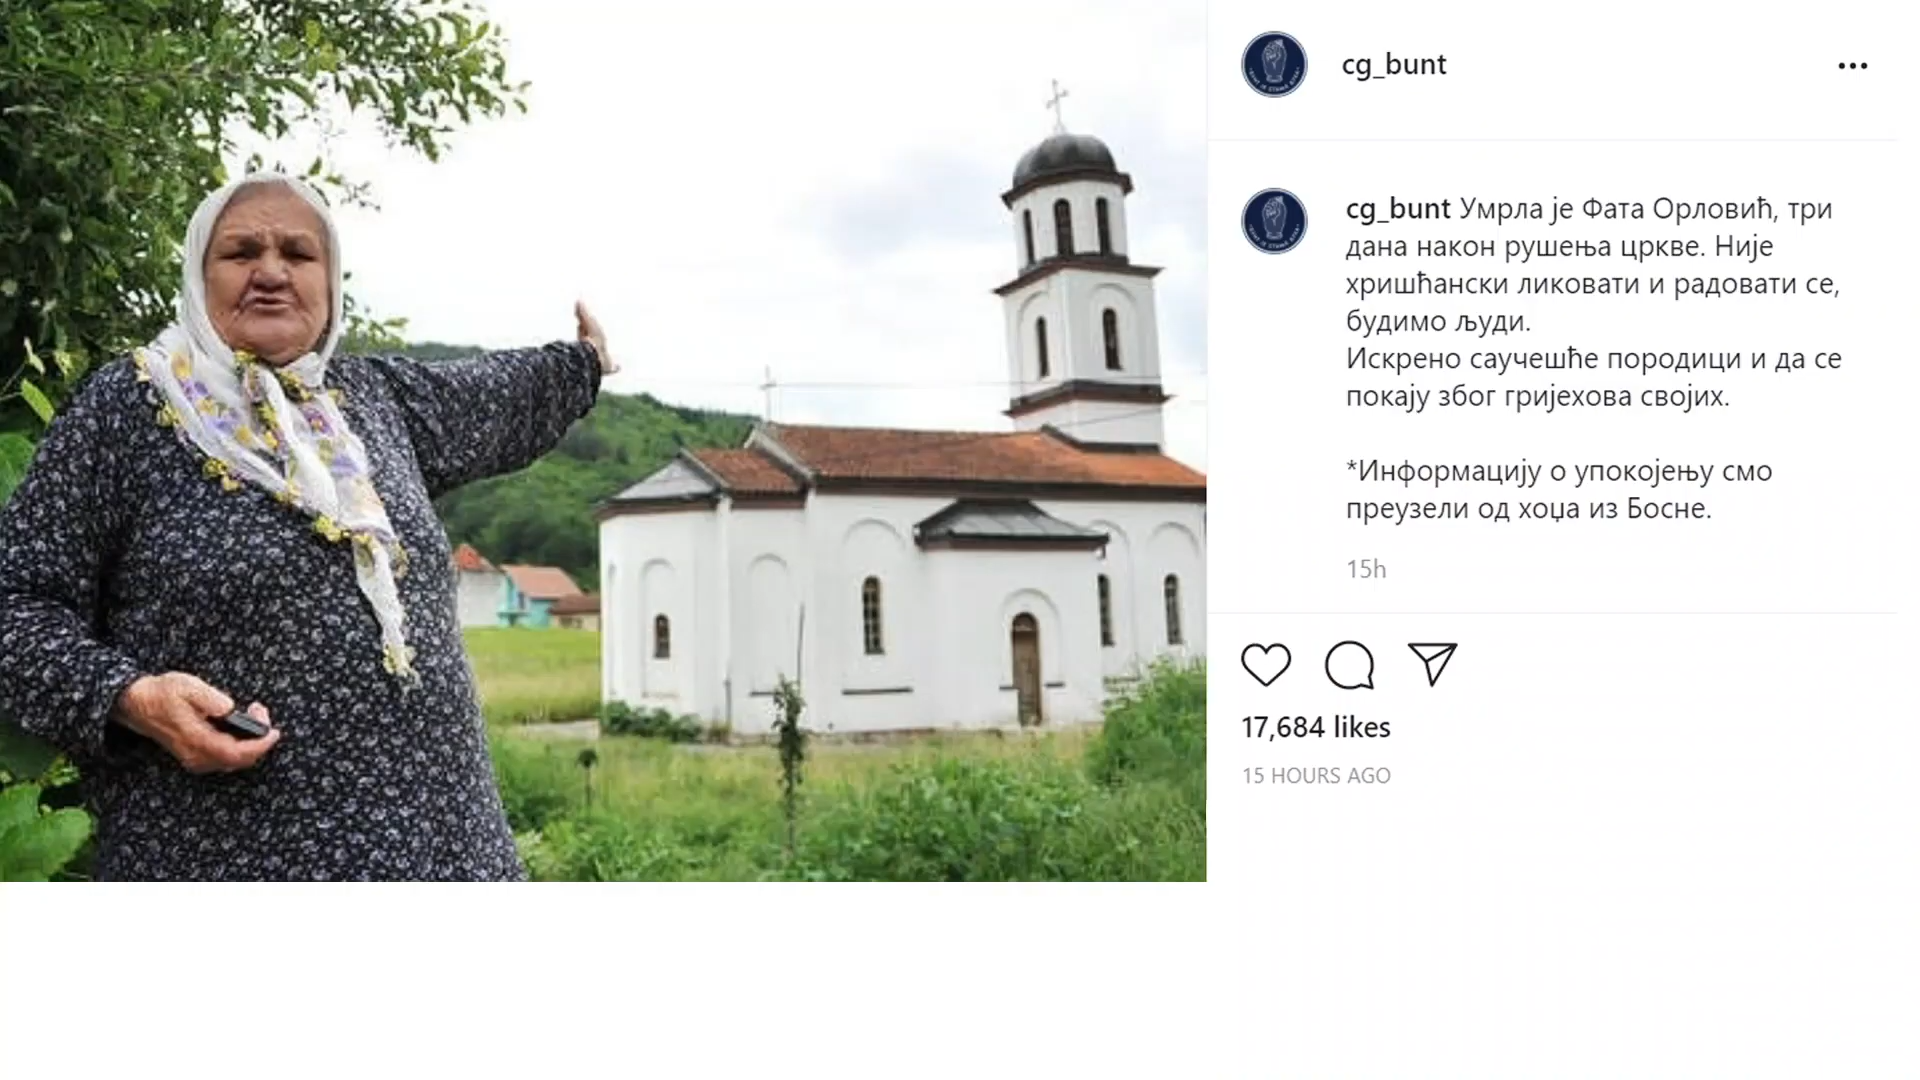 cg_bunt
cg_bunt Умрла је Фата Орловић, три
дана након рушења цркве. Није
хришћански ликовати и радовати се,
будимо људи.
Искрено саучешће породици и да се
покају због гријехова својих.
*Информацију о упокојењу смо
преузели од хоџа из Босне.
15h
17,684 likes
15 HOURS AGO